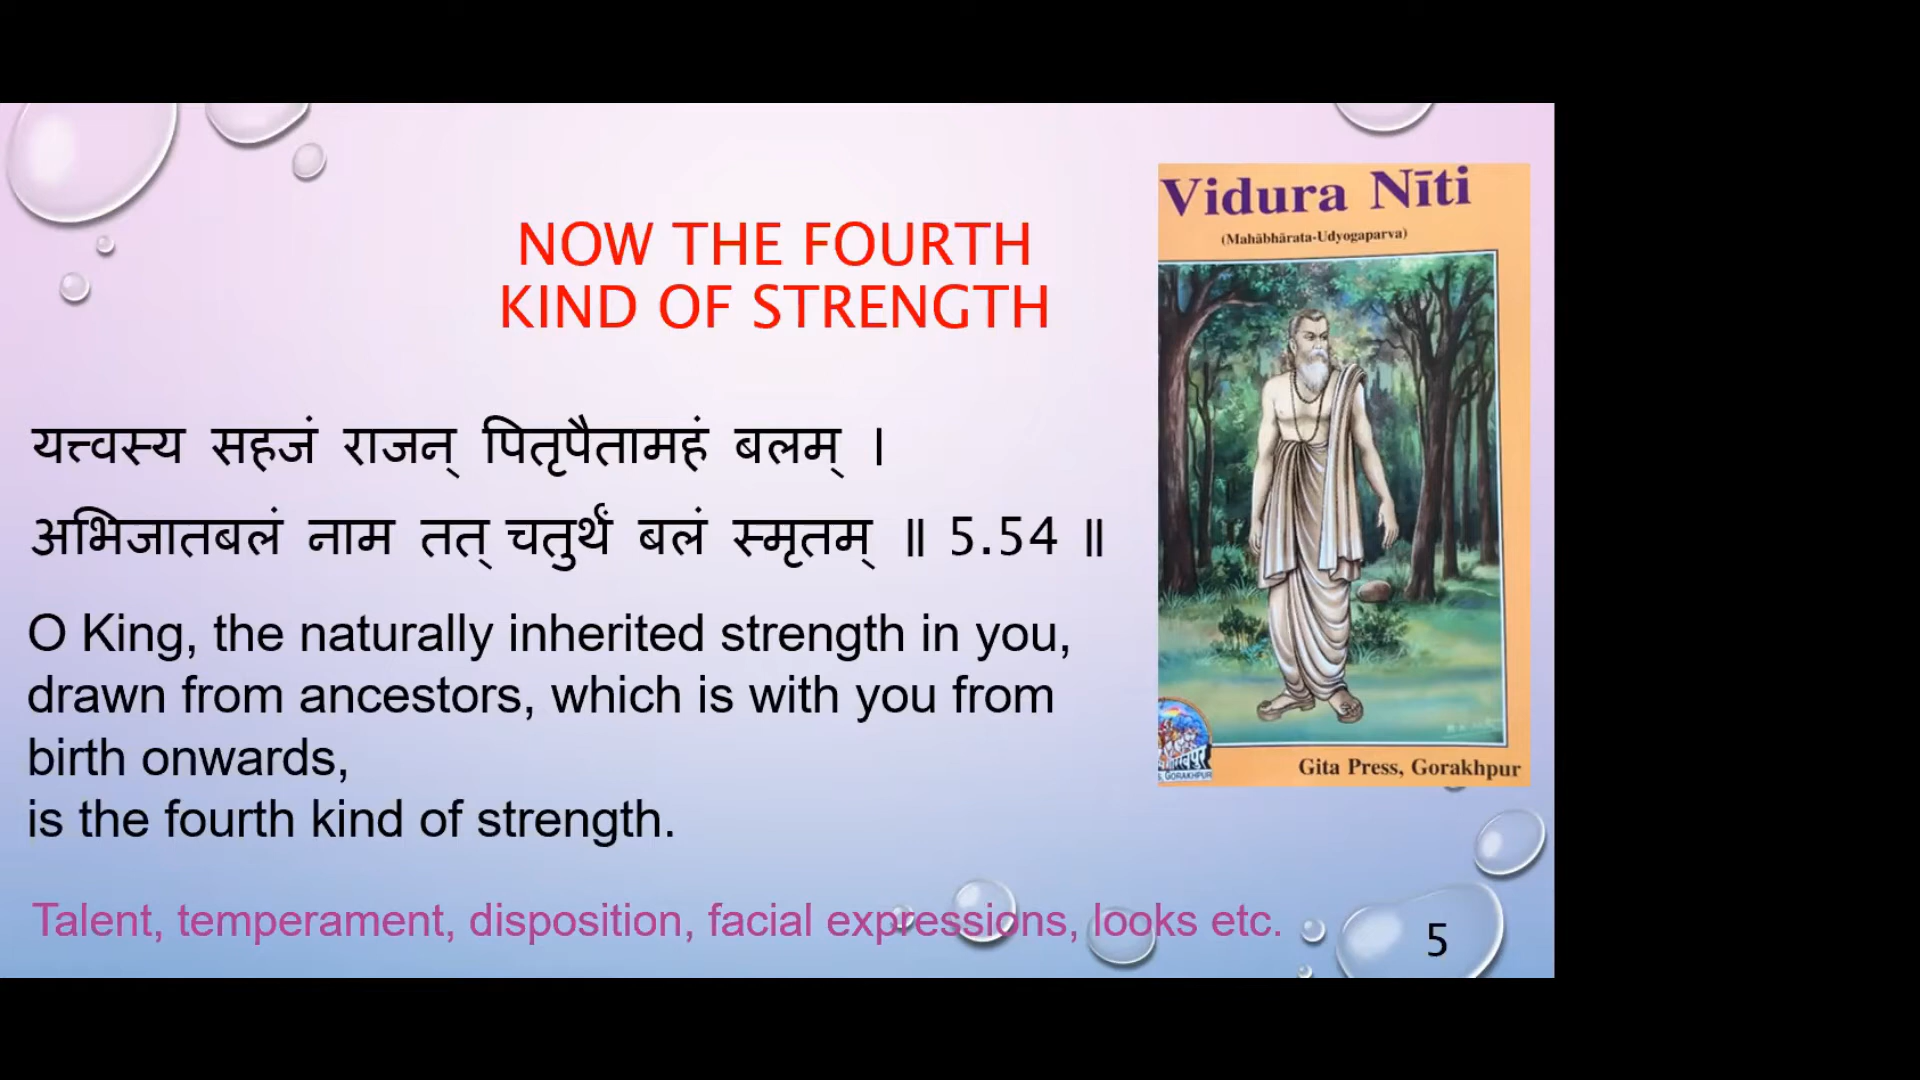 NOW THE FOURTH
KIND OF STRENGTH
यत्त्वस्य सहजं राजन् पितृपैतामहं बलम् ।
अभिजातबलं नाम तत् चतुर्थं बलं स्मृतम् ॥ 5.54 ॥
O King, the naturally inherited strength in you,
drawn from ancestors, which is with you from
birth onwards,
is the fourth kind of strength.
Talent, temperament, disposition, facial expressions, looks etc.
5
Vidura Nīti
(Mahābhārata-Udyogaparva)
GORAKHPUR
Gita Press, Gorakhpur